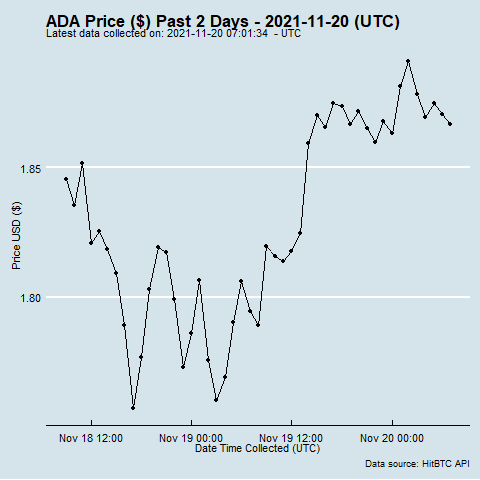 ADA Price ($) Past 2 Days - 2021-11-20 (UTC)
Latest data collected on: 2021-11-20 07:01:34 - UTC
1.85
Price USD ($)
1.80
Nov 18 12:00
Nov 19 00:00
Nov 19 12:00
Nov 20 00:00
Date Time Collected (UTC)
Data source: HitBTC API